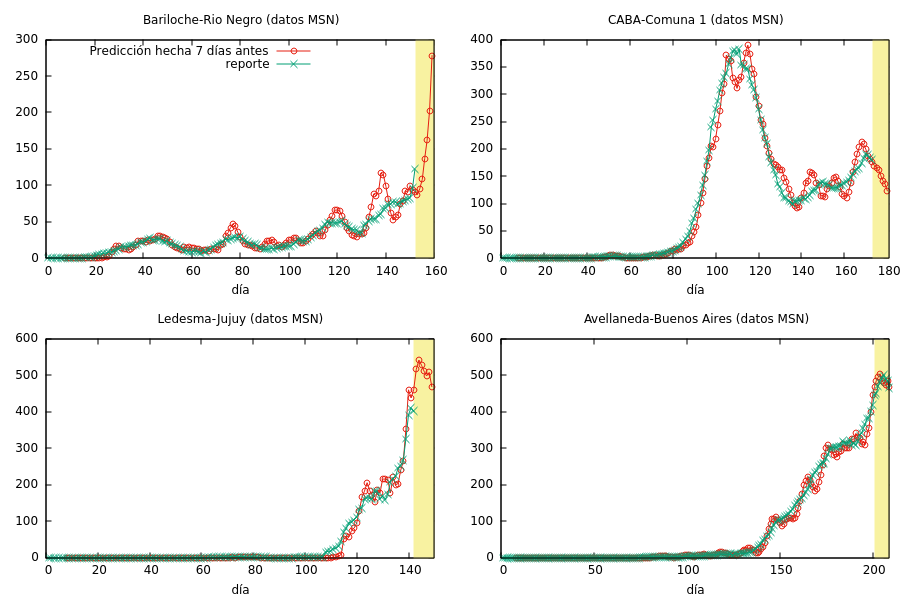 Bariloche-Rio Negro (datos MSN)
300
250
200
150
100
50
0
Predicción hecha 7 días antes
reporte
0 20 40 60 80 100 120 140 160
día
CABA-Comuna 1 (datos MSN)
400
350
300
250
200
150
100
50
0
0 20 40 60 80 100 120 140 160 180
día
Ledesma-Jujuy (datos MSN)
600
500
400
300
200
100
0
0 20 40 60 80 100 120 140
día
Avellaneda-Buenos Aires (datos MSN)
600
500
400
300
200
100
0
0 50 100 150 200
día